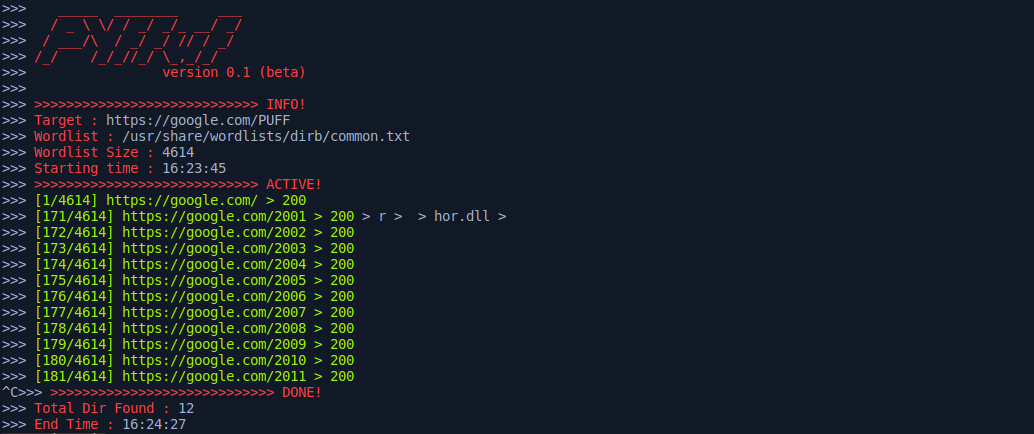 >>>    _____  ________     ___
>>>   / _ \ \/ / _/ _/_ __/ _/
>>>  / ___/\  / _/ _/ // / _/
>>> /_/    /_/_//_/ \_,_/_/
>>>                 version 0.1 (beta)
>>>
>>> >>>>>>>>>>>>>>>>>>>>>>>>>>>> INFO!
>>> Target : https://google.com/PUFF
>>> Wordlist : /usr/share/wordlists/dirb/common.txt
>>> Wordlist Size : 4614
>>> Starting time : 16:23:45
>>> >>>>>>>>>>>>>>>>>>>>>>>>>>>> ACTIVE!
>>> [1/4614] https://google.com/ > 200
>>> [171/4614] https://google.com/2001 > 200 > r >  > hor.dll >
>>> [172/4614] https://google.com/2002 > 200
>>> [173/4614] https://google.com/2003 > 200
>>> [174/4614] https://google.com/2004 > 200
>>> [175/4614] https://google.com/2005 > 200
>>> [176/4614] https://google.com/2006 > 200
>>> [177/4614] https://google.com/2007 > 200
>>> [178/4614] https://google.com/2008 > 200
>>> [179/4614] https://google.com/2009 > 200
>>> [180/4614] https://google.com/2010 > 200
>>> [181/4614] https://google.com/2011 > 200
^C>>> >>>>>>>>>>>>>>>>>>>>>>>>>>>> DONE!
>>> Total Dir Found : 12
>>> End Time : 16:24:27